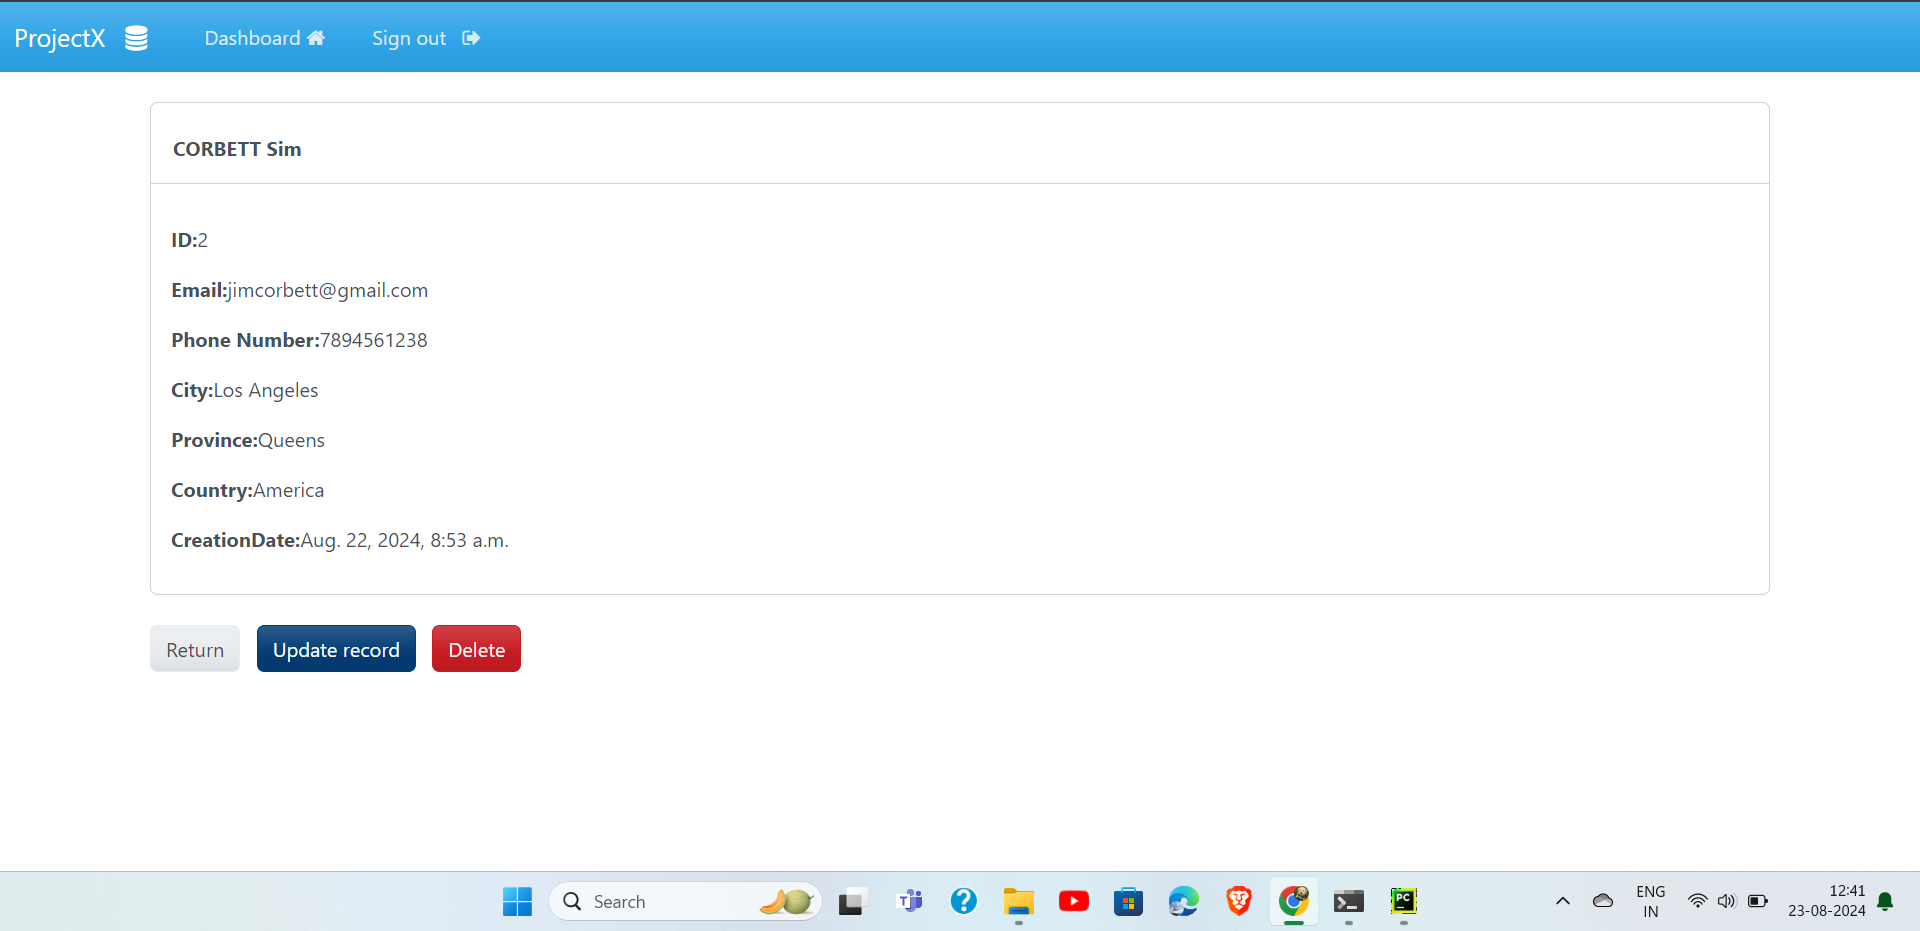 ProjectX Dashboard Sign out
CORBETT Sim
ID:2
Email:jimcorbett@gmail.com
Phone Number:7894561238
City:Los Angeles
Province:Queens
Country:America
CreationDate:Aug. 22, 2024, 8:53 a.m.
Return Update record Delete
Search
T
PC
ENG
IN
12:41
23-08-2024